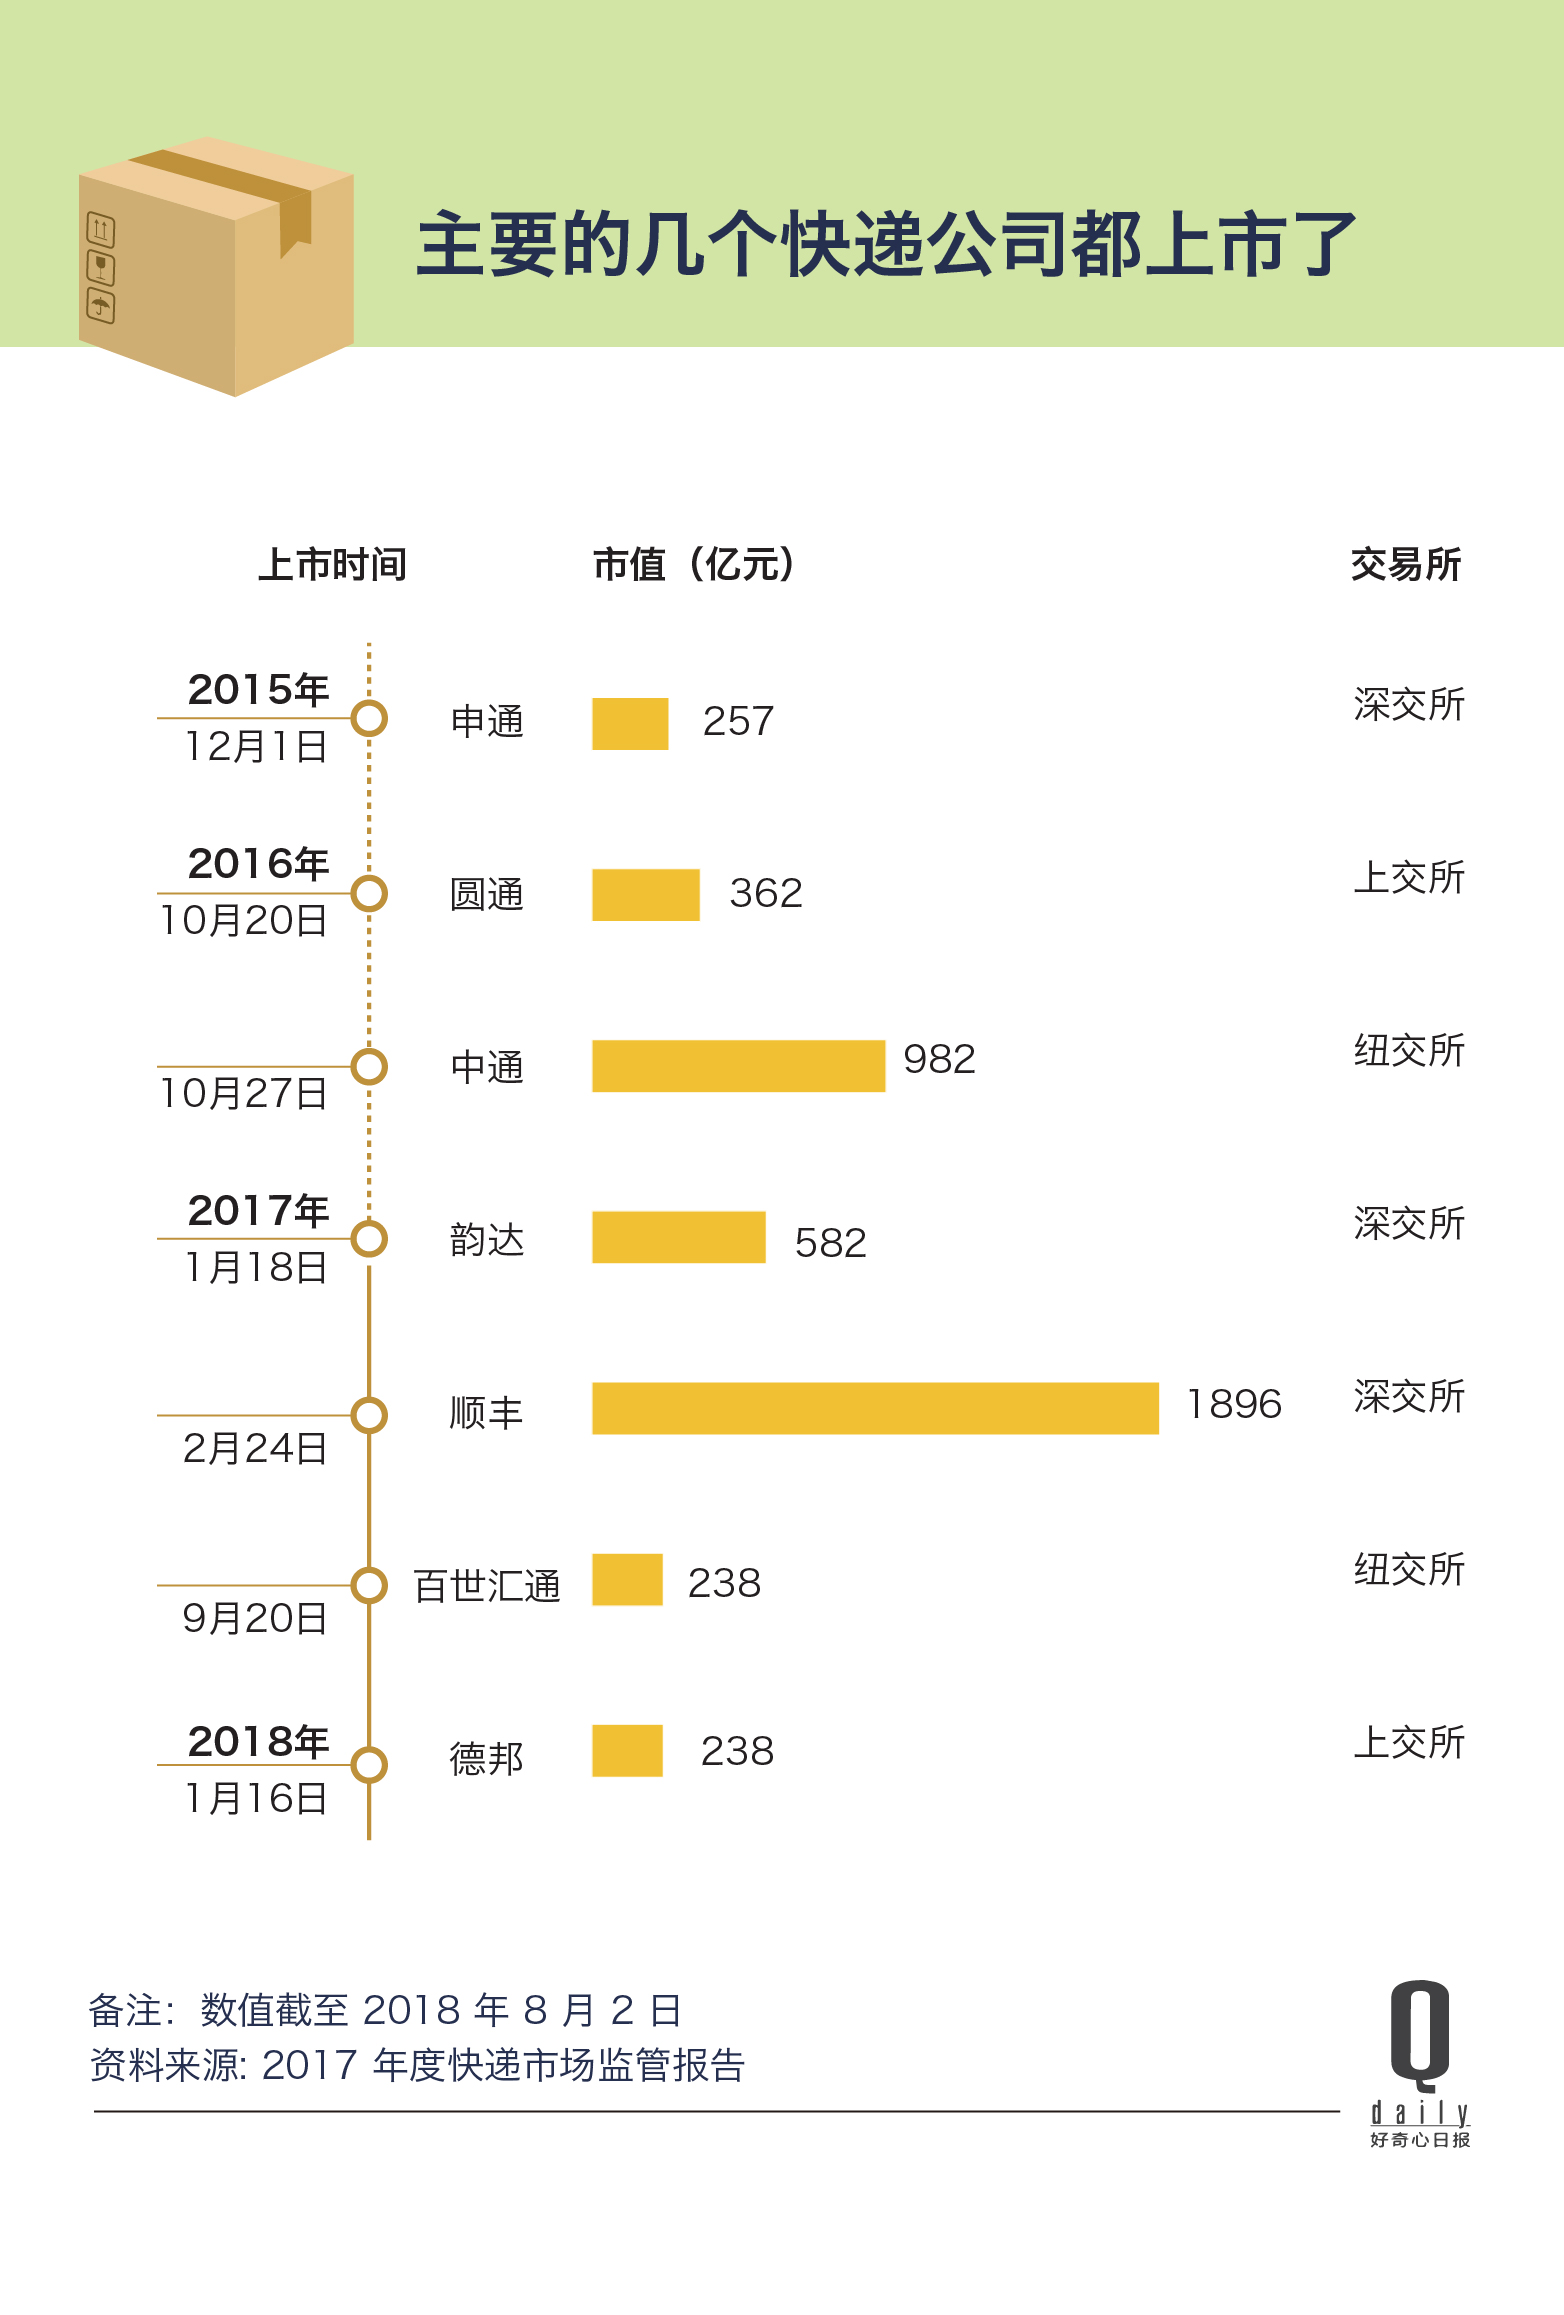 主要的几个快递公司都上市了
上市时间 市值（亿元） 交易所
2015年
12月1日 申通 257 深交所
2016年
10月20日 圆通 362 上交所
10月27日 中通 982 纽交所
2017年
1月18日 韵达 582 深交所
2月24日 顺丰 1896 深交所
9月20日 百世汇通 238 纽交所
2018年
1月16日 德邦 238 上交所
备注：数值截至 2018 年 8 月 2 日
资料来源: 2017 年度快递市场监管报告
Q
daily
好奇心日报